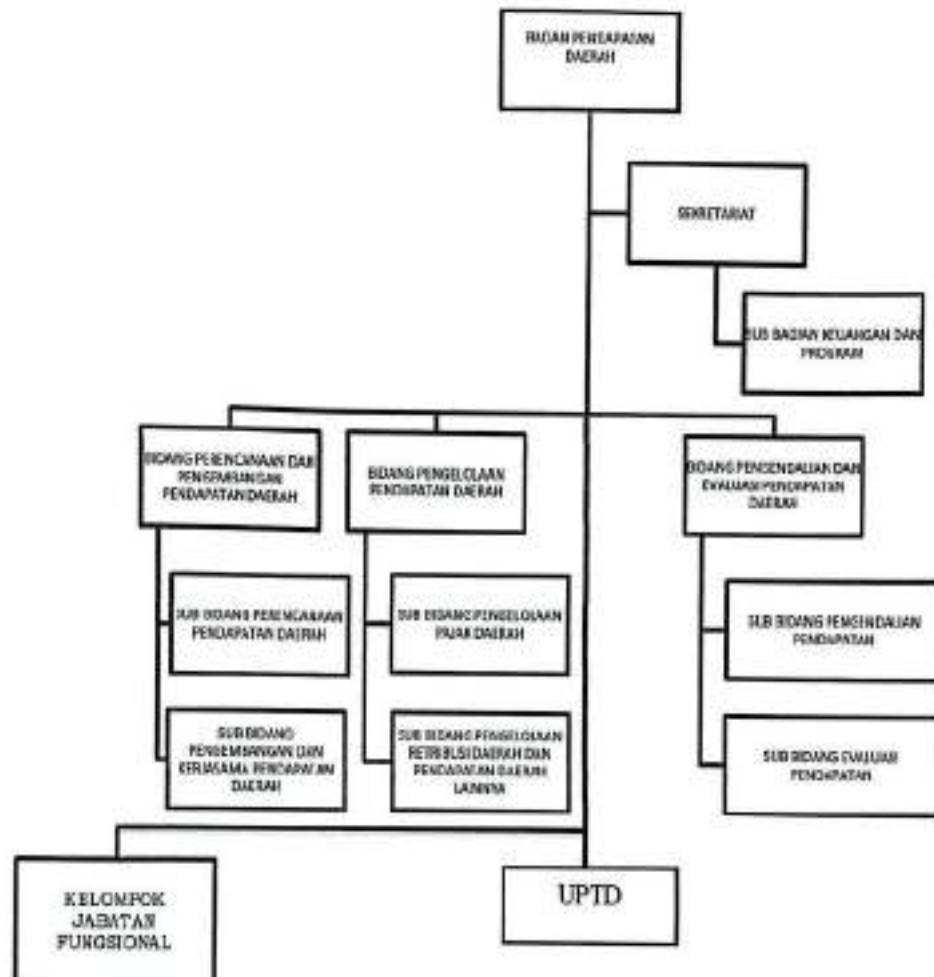 BADAN PENDAPATAN
DAERAH
SEKRETARIAT
SUB BAGIAN KEUANGAN DAN
PROGRAM
BIDANG PERENCANAAN DAN
PENGEMBANGAN
PENDAPATAN DAERAH
BIDANG PENGELOLAAN
PENDAPATAN DAERAH
BIDANG PENGENDALIAN DAN
EVALUASI PENDAPATAN
DAERAH
SUB BIDANG PERENCANAAN
PENDAPATAN DAERAH
SUB BIDANG PENGELOLAAN
PAJAK DAERAH
SUB BIDANG PENGENDALIAN
PENDAPATAN
SUB BIDANG
PENGEMBANGAN DAN
KERJASAMA PENDAPATAN
DAERAH
SUB BIDANG PENGELOLAAN
RETRIBUSI DAERAH DAN
PENDAPATAN DAERAH
LAINNYA
SUB BIDANG EVALUASI
PENDAPATAN
KELOMPOK
JABATAN
FUNGSIONAL
UPTD